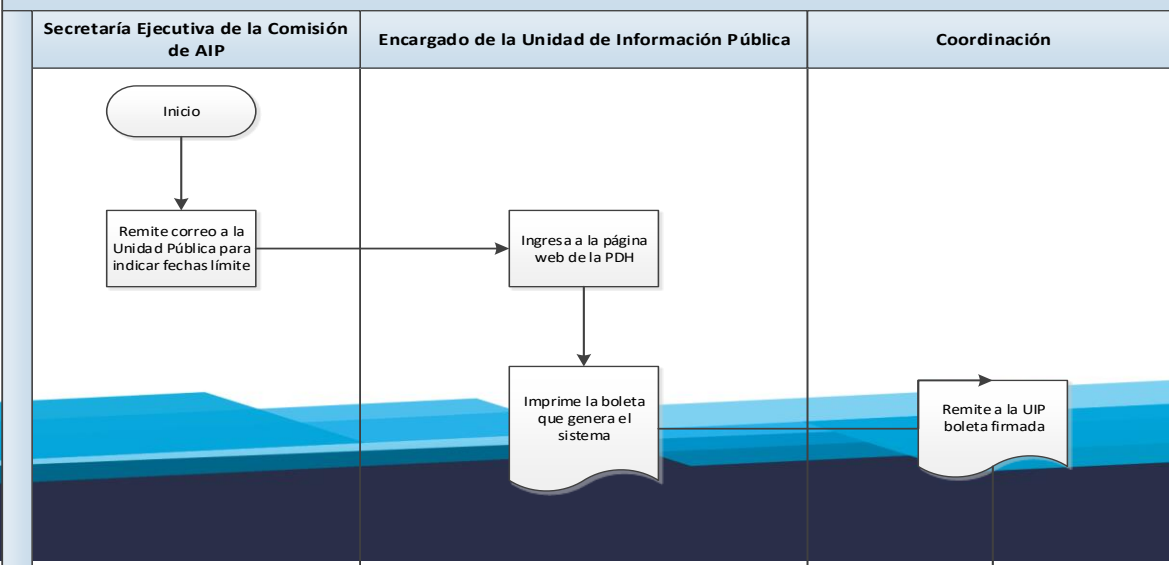 Secretaría Ejecutiva de la Comisión
de AIP
Encargado de la Unidad de Información Pública
Coordinación
Inicio
Remite correo a la
Unidad Pública para
indicar fechas límite
Ingresa a la página
web de la PDH
Imprime la boleta
que genera el
sistema
Remite a la UIP
boleta firmada